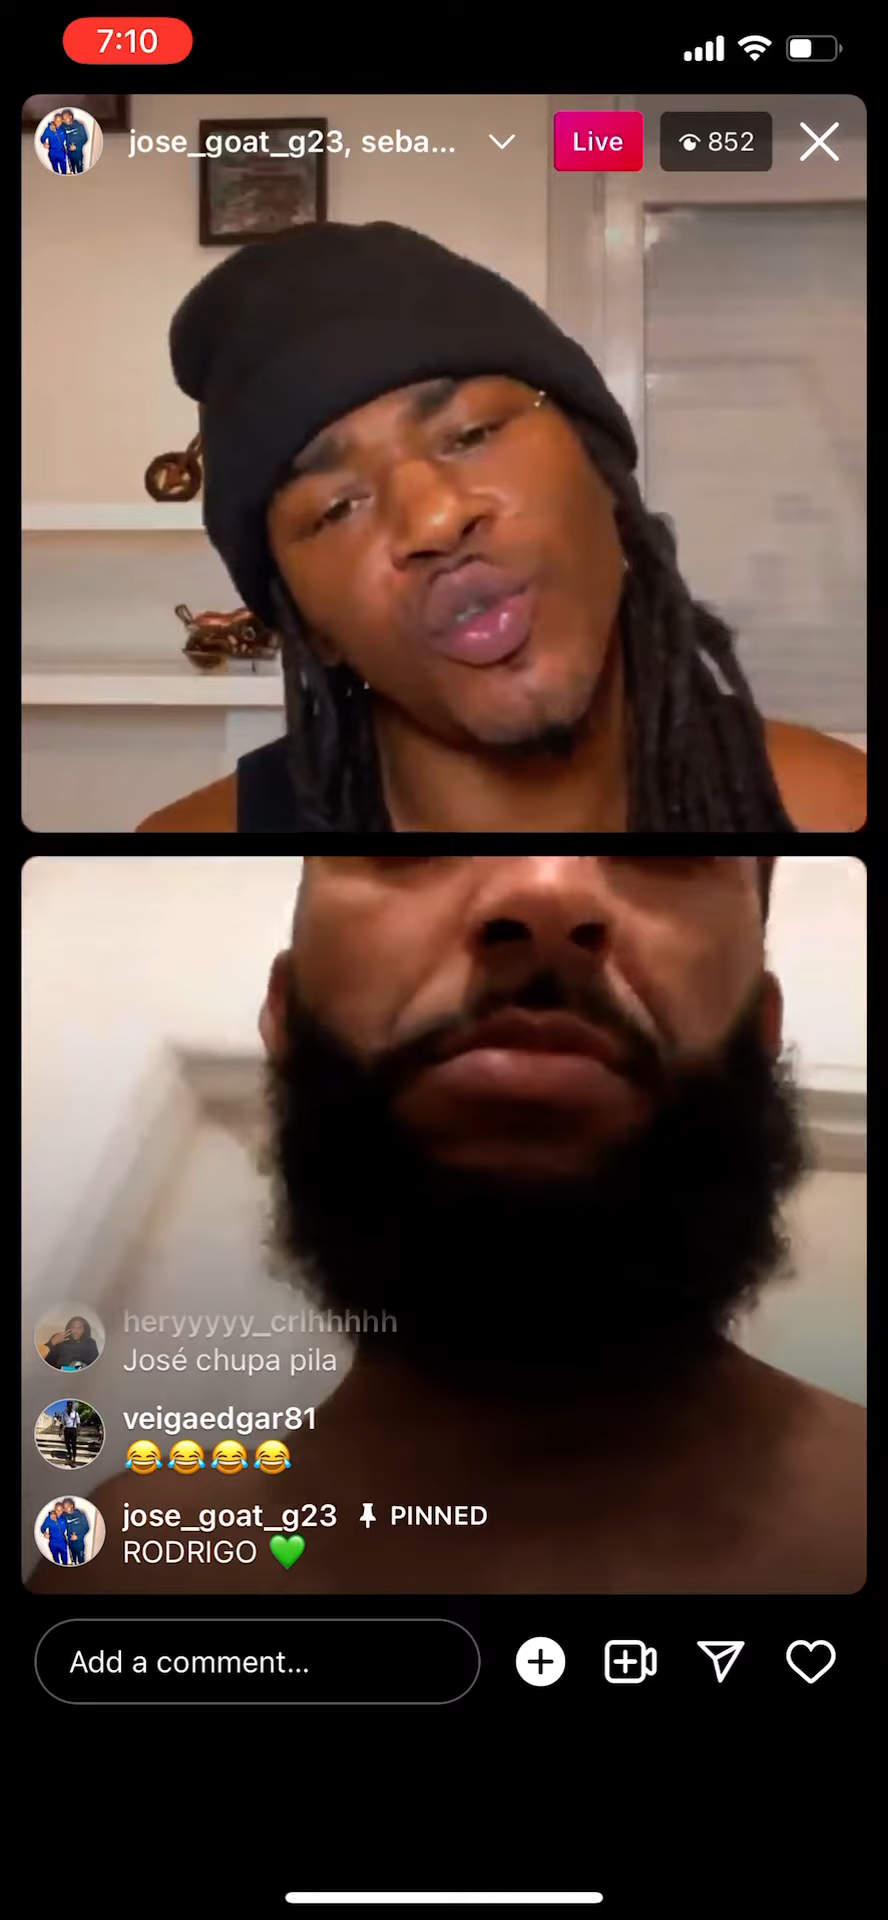 7:10
jose_goat_g23, seba...
Live
852
heryyyyy_crlhhhhh
José chupa pila
veigaedgar81
😂😂😂😂
jose_goat_g23 PINNED
RODRIGO 💚
Add a comment...